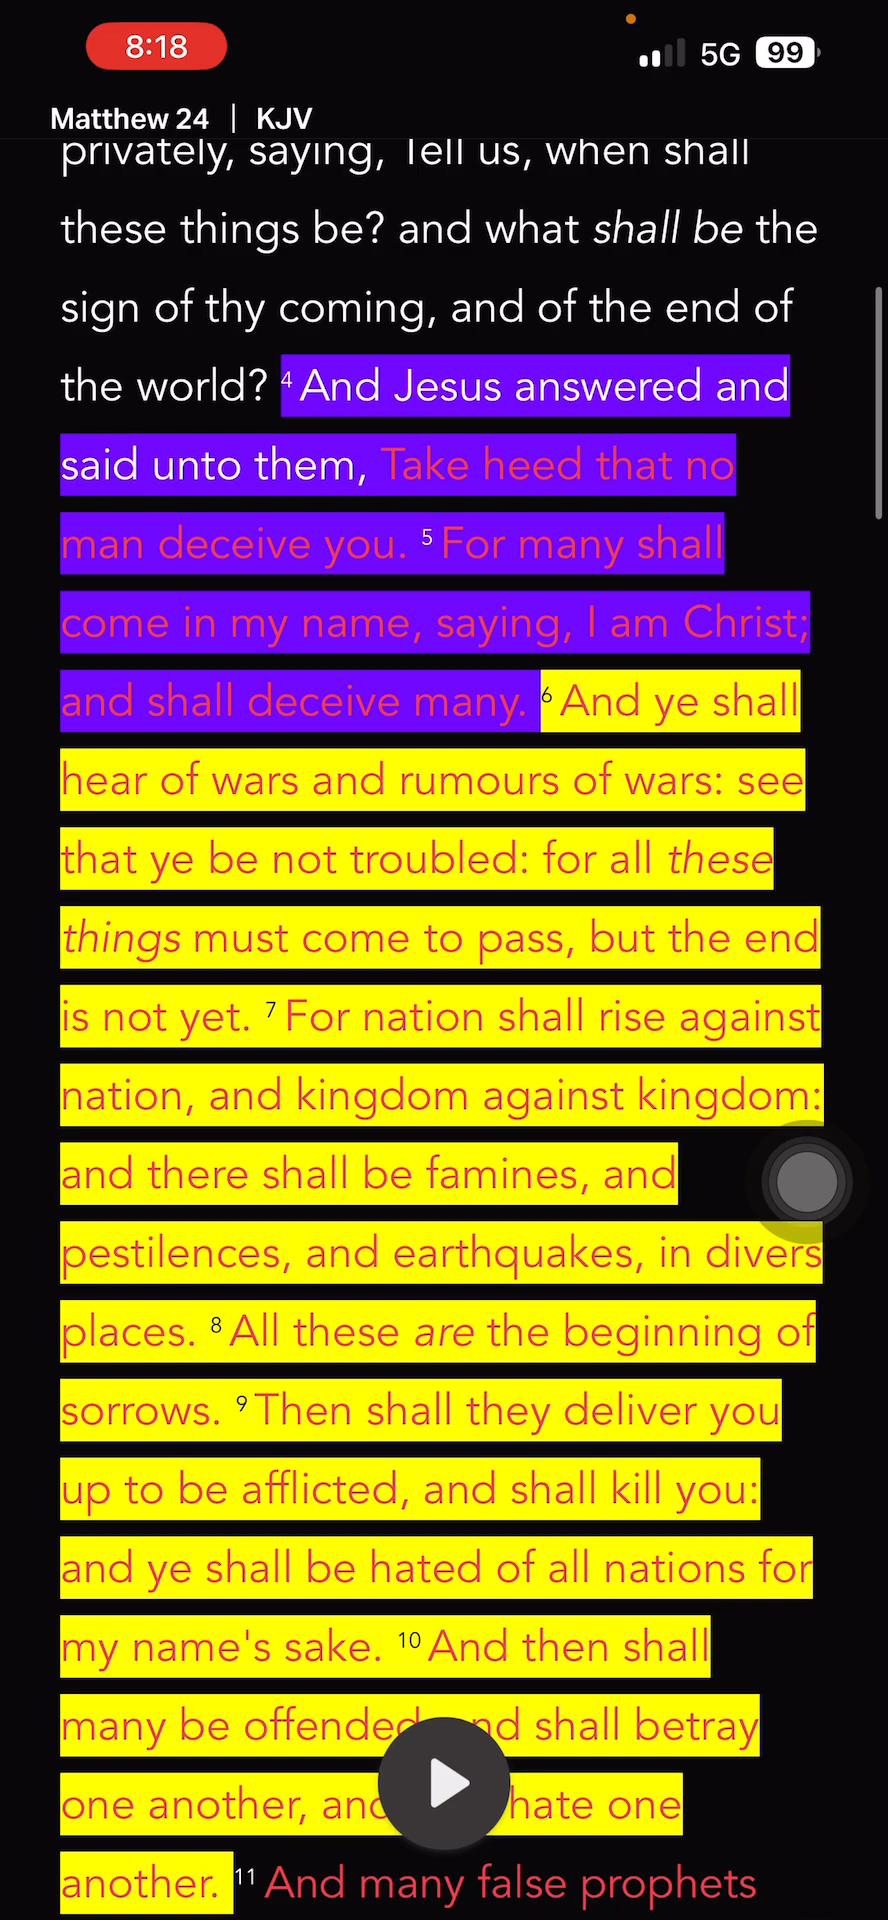 8:18
5G 99
Matthew 24 | KJV
privately, saying, Tell us, when shall
these things be? and what shall be the
sign of thy coming, and of the end of
the world? 4 And Jesus answered and
said unto them, Take heed that no
man deceive you. 5 For many shall
come in my name, saying, I am Christ;
and shall deceive many. 6 And ye shall
hear of wars and rumours of wars: see
that ye be not troubled: for all these
things must come to pass, but the end
is not yet. 7 For nation shall rise against
nation, and kingdom against kingdom:
and there shall be famines, and
pestilences, and earthquakes, in divers
places. 8 All these are the beginning of
sorrows. 9 Then shall they deliver you
up to be afflicted, and shall kill you:
and ye shall be hated of all nations for
my name's sake. 10 And then shall
many be offended, and shall betray
one another, and hate one
another. 11 And many false prophets